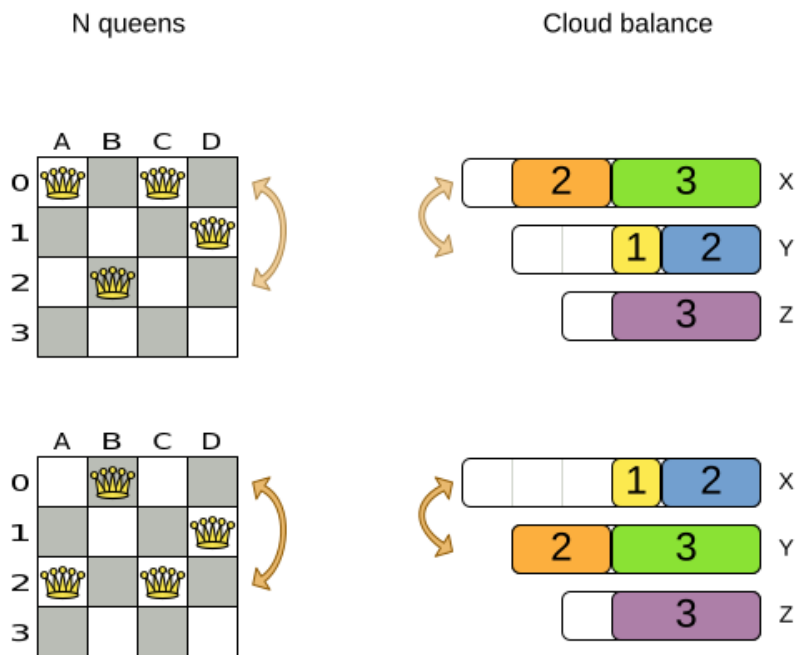 N queens
Cloud balance
A B C D
0
1
2
3
2 3 X
1 2 Y
3 Z
A B C D
0
1
2
3
1 2 X
2 3 Y
3 Z